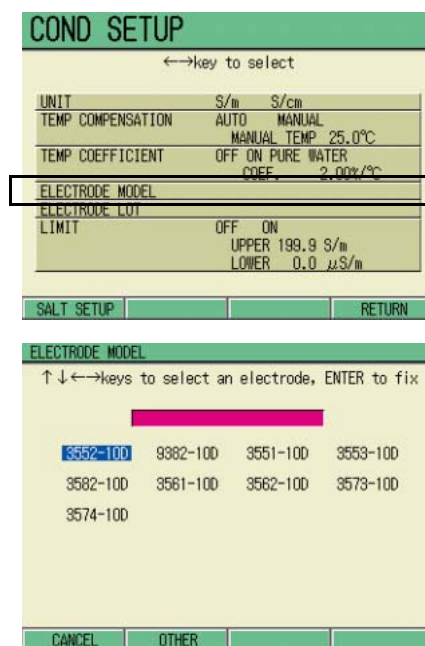 COND SETUP
←→key to select
UNIT S/m S/cm
TEMP COMPENSATION AUTO MANUAL
MANUAL TEMP 25.0°C
TEMP COEFFICIENT OFF ON PURE WATER
COEF. 2.00%/°C
ELECTRODE MODEL
ELECTRODE LOT
LIMIT OFF ON
UPPER 199.9 S/m
LOWER 0.0 μS/m
SALT SETUP RETURN
ELECTRODE MODEL
↑↓←→keys to select an electrode, ENTER to fix
3552-10D 9382-10D 3551-10D 3553-10D
3582-10D 3561-10D 3562-10D 3573-10D
3574-10D
CANCEL OTHER